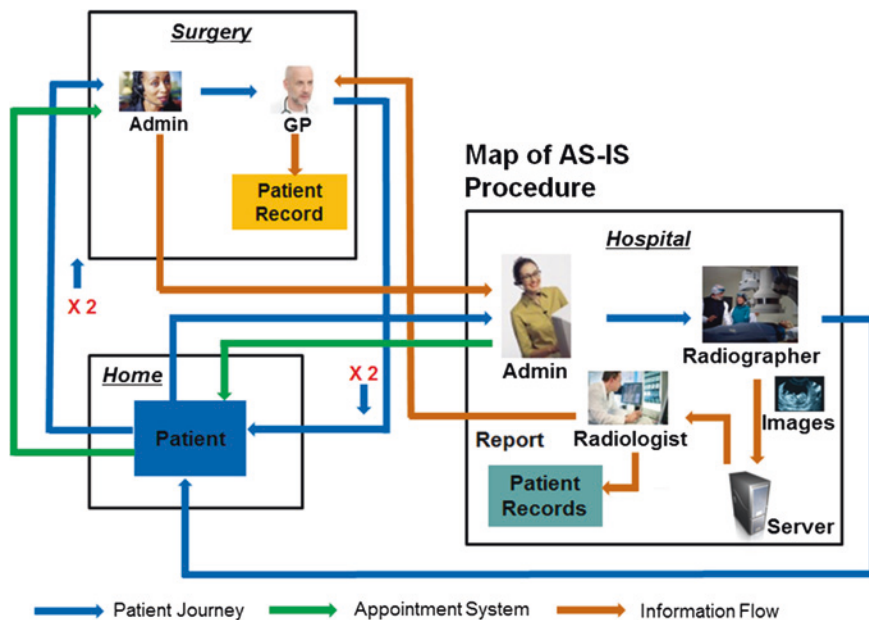 Surgery
Admin
GP
Patient
Record
Map of AS-IS
Procedure
X 2
Hospital
Admin
Radiographer
Images
Home
X 2
Patient
Report
Radiologist
Patient
Records
Server
Patient Journey
Appointment System
Information Flow